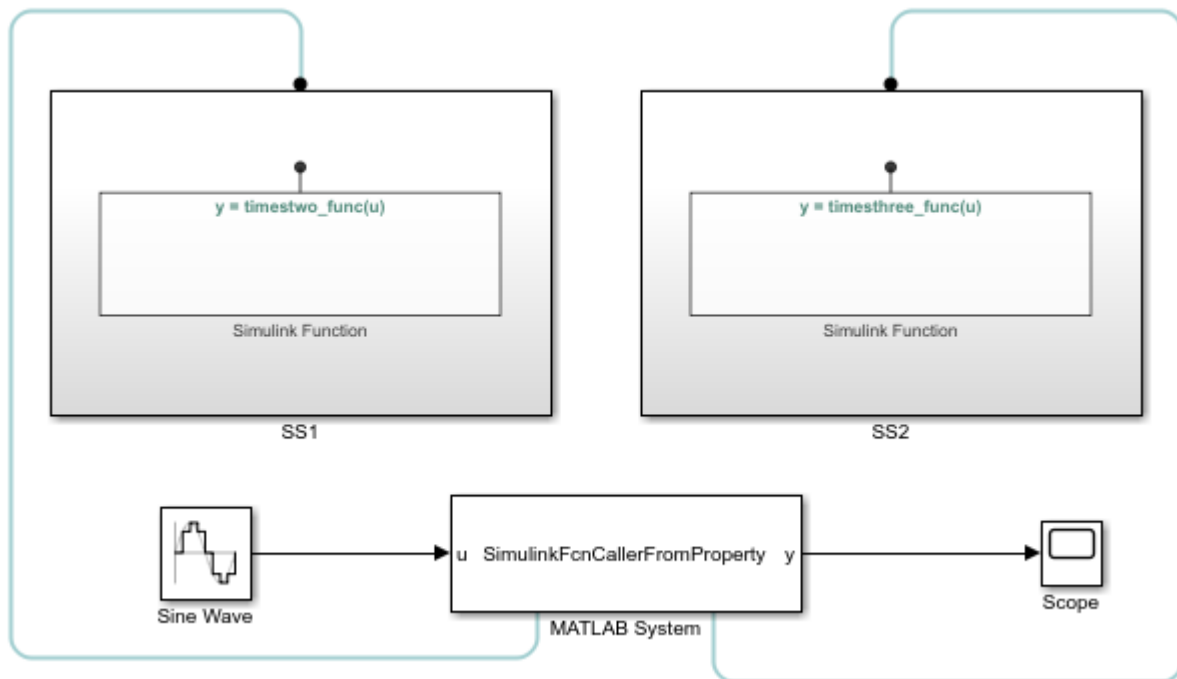 y = timestwo_func(u)
Simulink Function
SS1
y = timesthree_func(u)
Simulink Function
SS2
Sine Wave
u SimulinkFcnCallerFromProperty y
MATLAB System
Scope